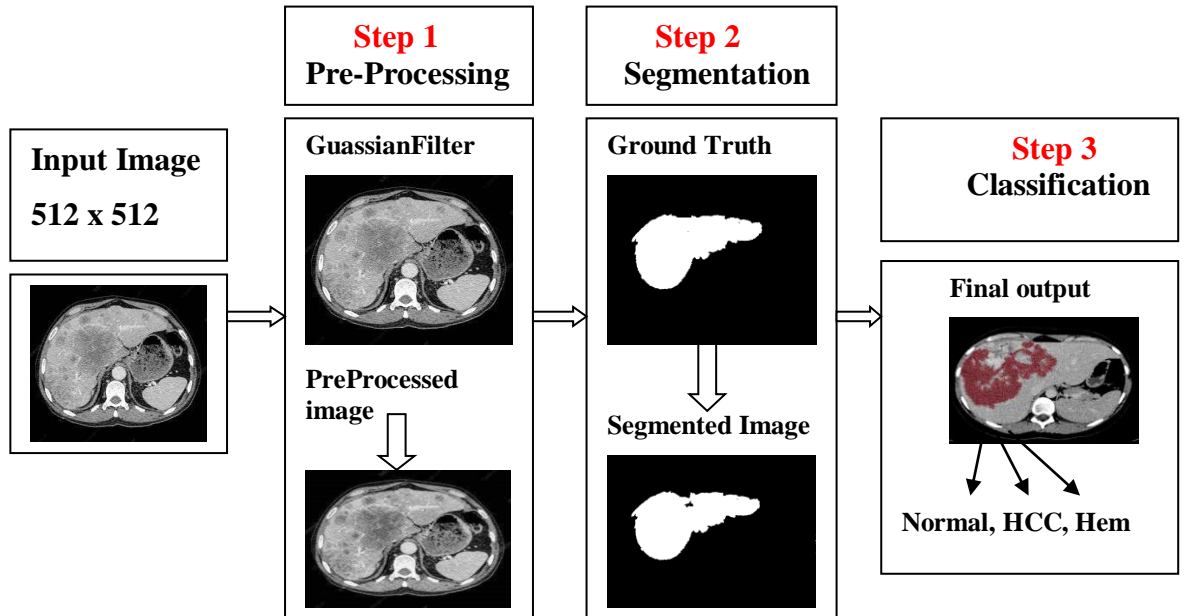 Input Image
512 x 512
Step 1
Pre-Processing
GuassianFilter
PreProcessed
image
Step 2
Segmentation
Ground Truth
Segmented Image
Step 3
Classification
Final output
Normal, HCC, Hem